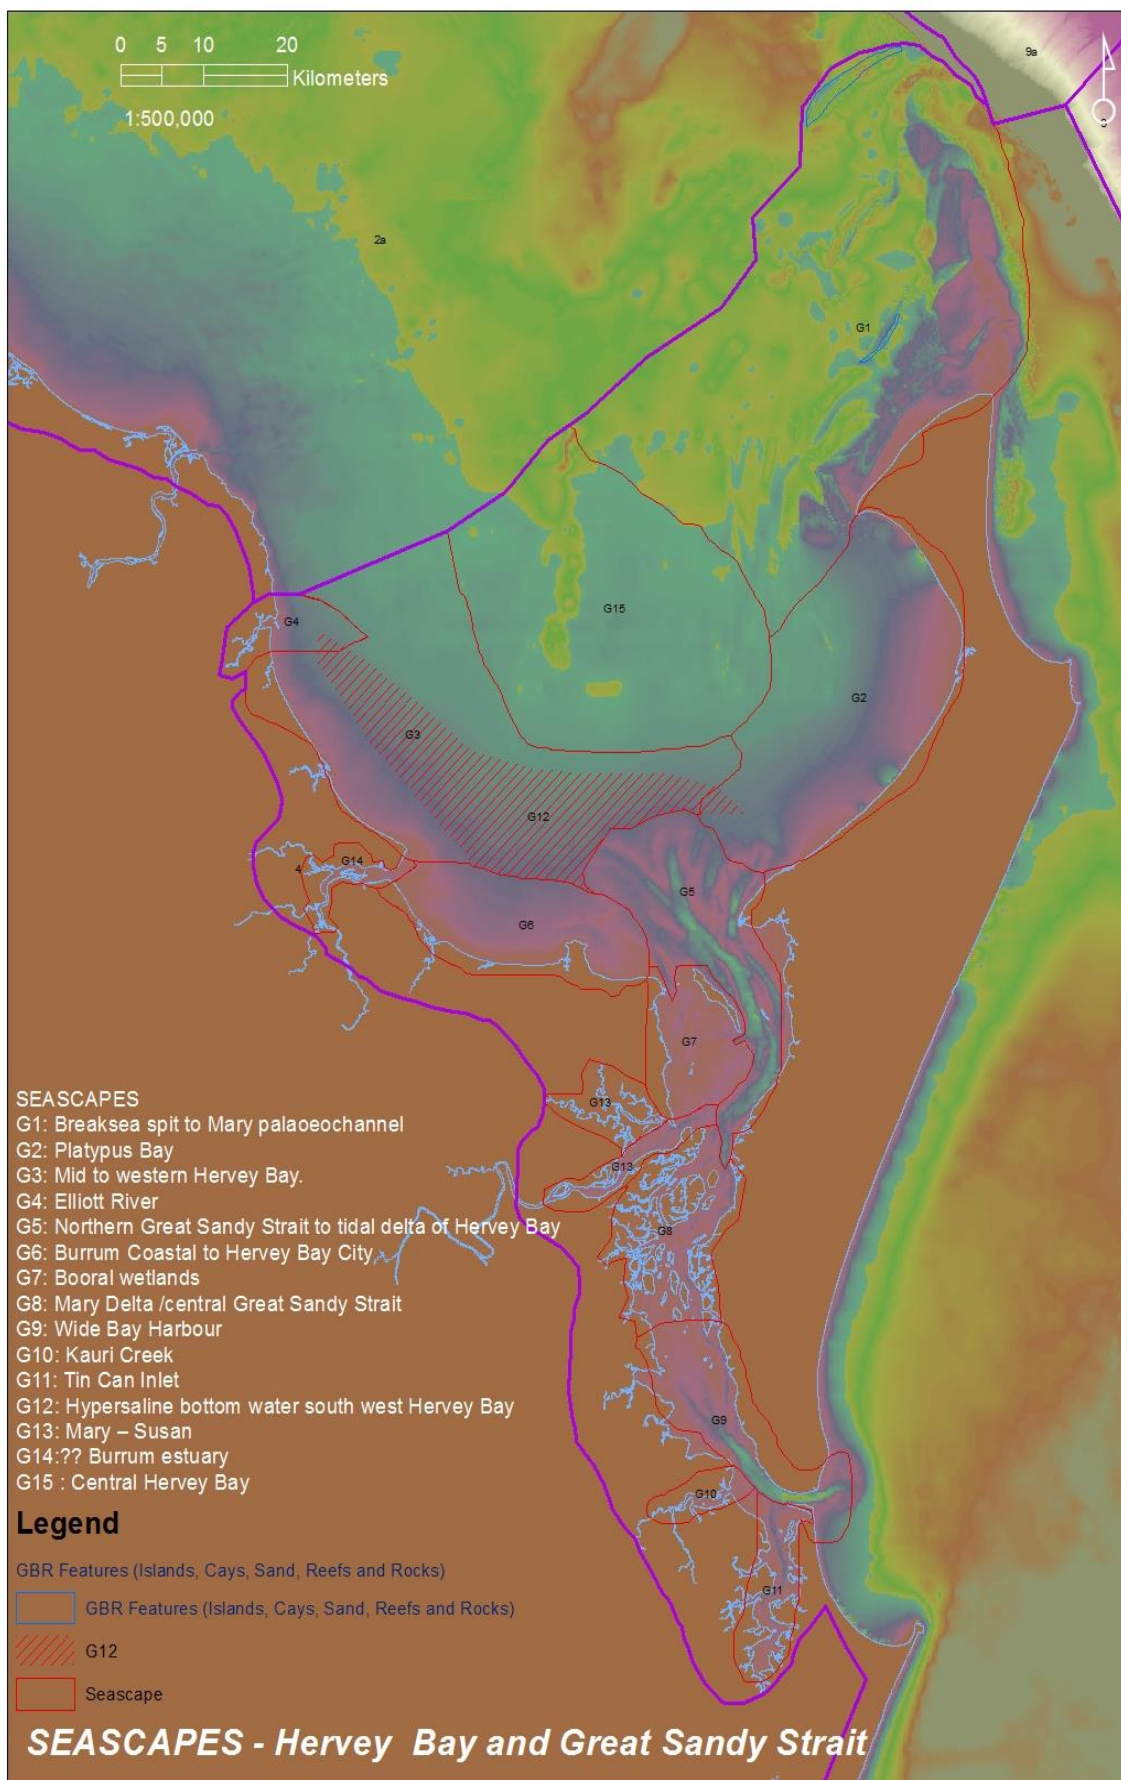 0 5 10 20
Kilometers
1:500,000
9a
3
2a
G1
G15
G4
G2
G3
G12
4
G14
G5
G6
G7
G13
G13
G8
G9
G10
G11
SEASCAPES
G1: Breaksea spit to Mary palaoeochannel
G2: Platypus Bay
G3: Mid to western Hervey Bay.
G4: Elliott River
G5: Northern Great Sandy Strait to tidal delta of Hervey Bay
G6: Burrum Coastal to Hervey Bay City
G7: Booral wetlands
G8: Mary Delta /central Great Sandy Strait
G9: Wide Bay Harbour
G10: Kauri Creek
G11: Tin Can Inlet
G12: Hypersaline bottom water south west Hervey Bay
G13: Mary – Susan
G14:?? Burrum estuary
G15 : Central Hervey Bay
Legend
GBR Features (Islands, Cays, Sand, Reefs and Rocks)
GBR Features (Islands, Cays, Sand, Reefs and Rocks)
G12
Seascape
SEASCAPES - Hervey Bay and Great Sandy Strait